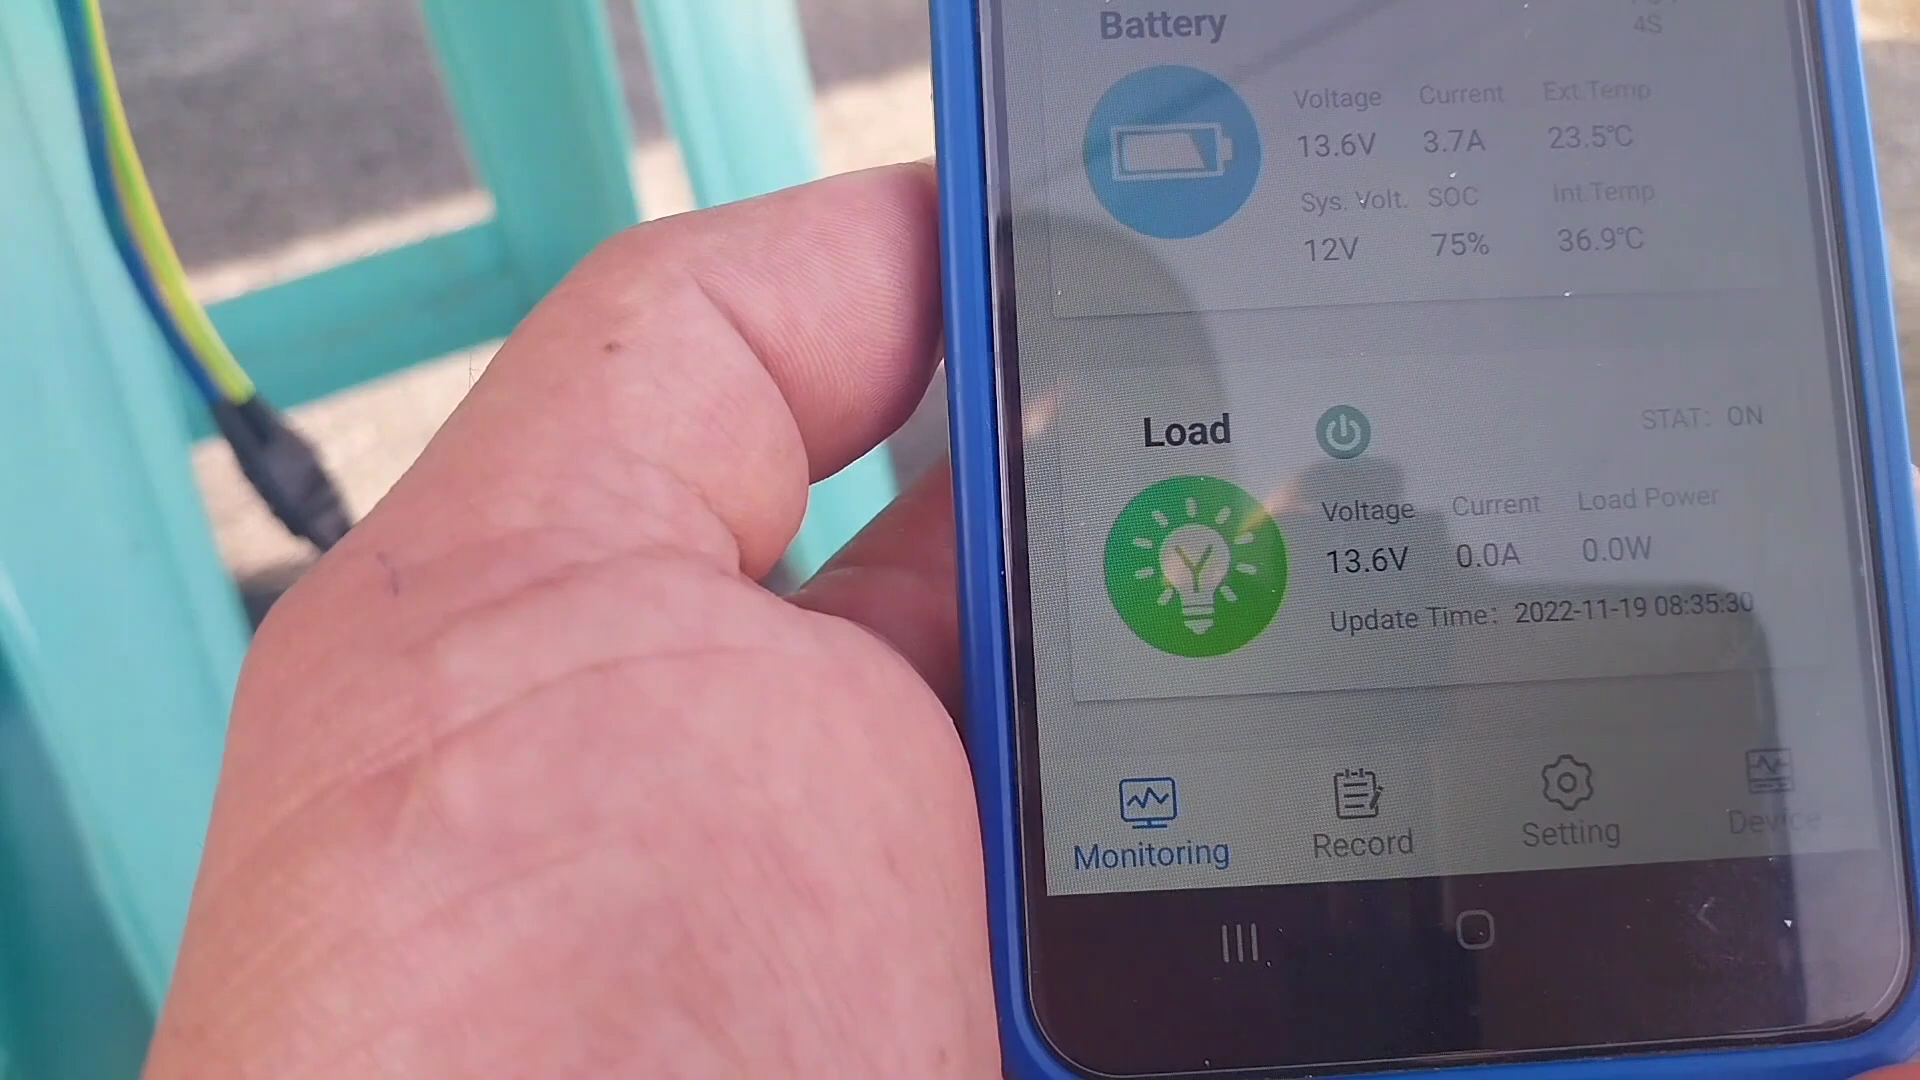 Battery
4S
Voltage Current Ext.Temp
13.6V 3.7A 23.5℃
Sys. Volt. SOC Int.Temp
12V 75% 36.9℃
Load STAT: ON
Voltage Current Load Power
13.6V 0.0A 0.0W
Update Time: 2022-11-19 08:35:30
Monitoring Record Setting Device